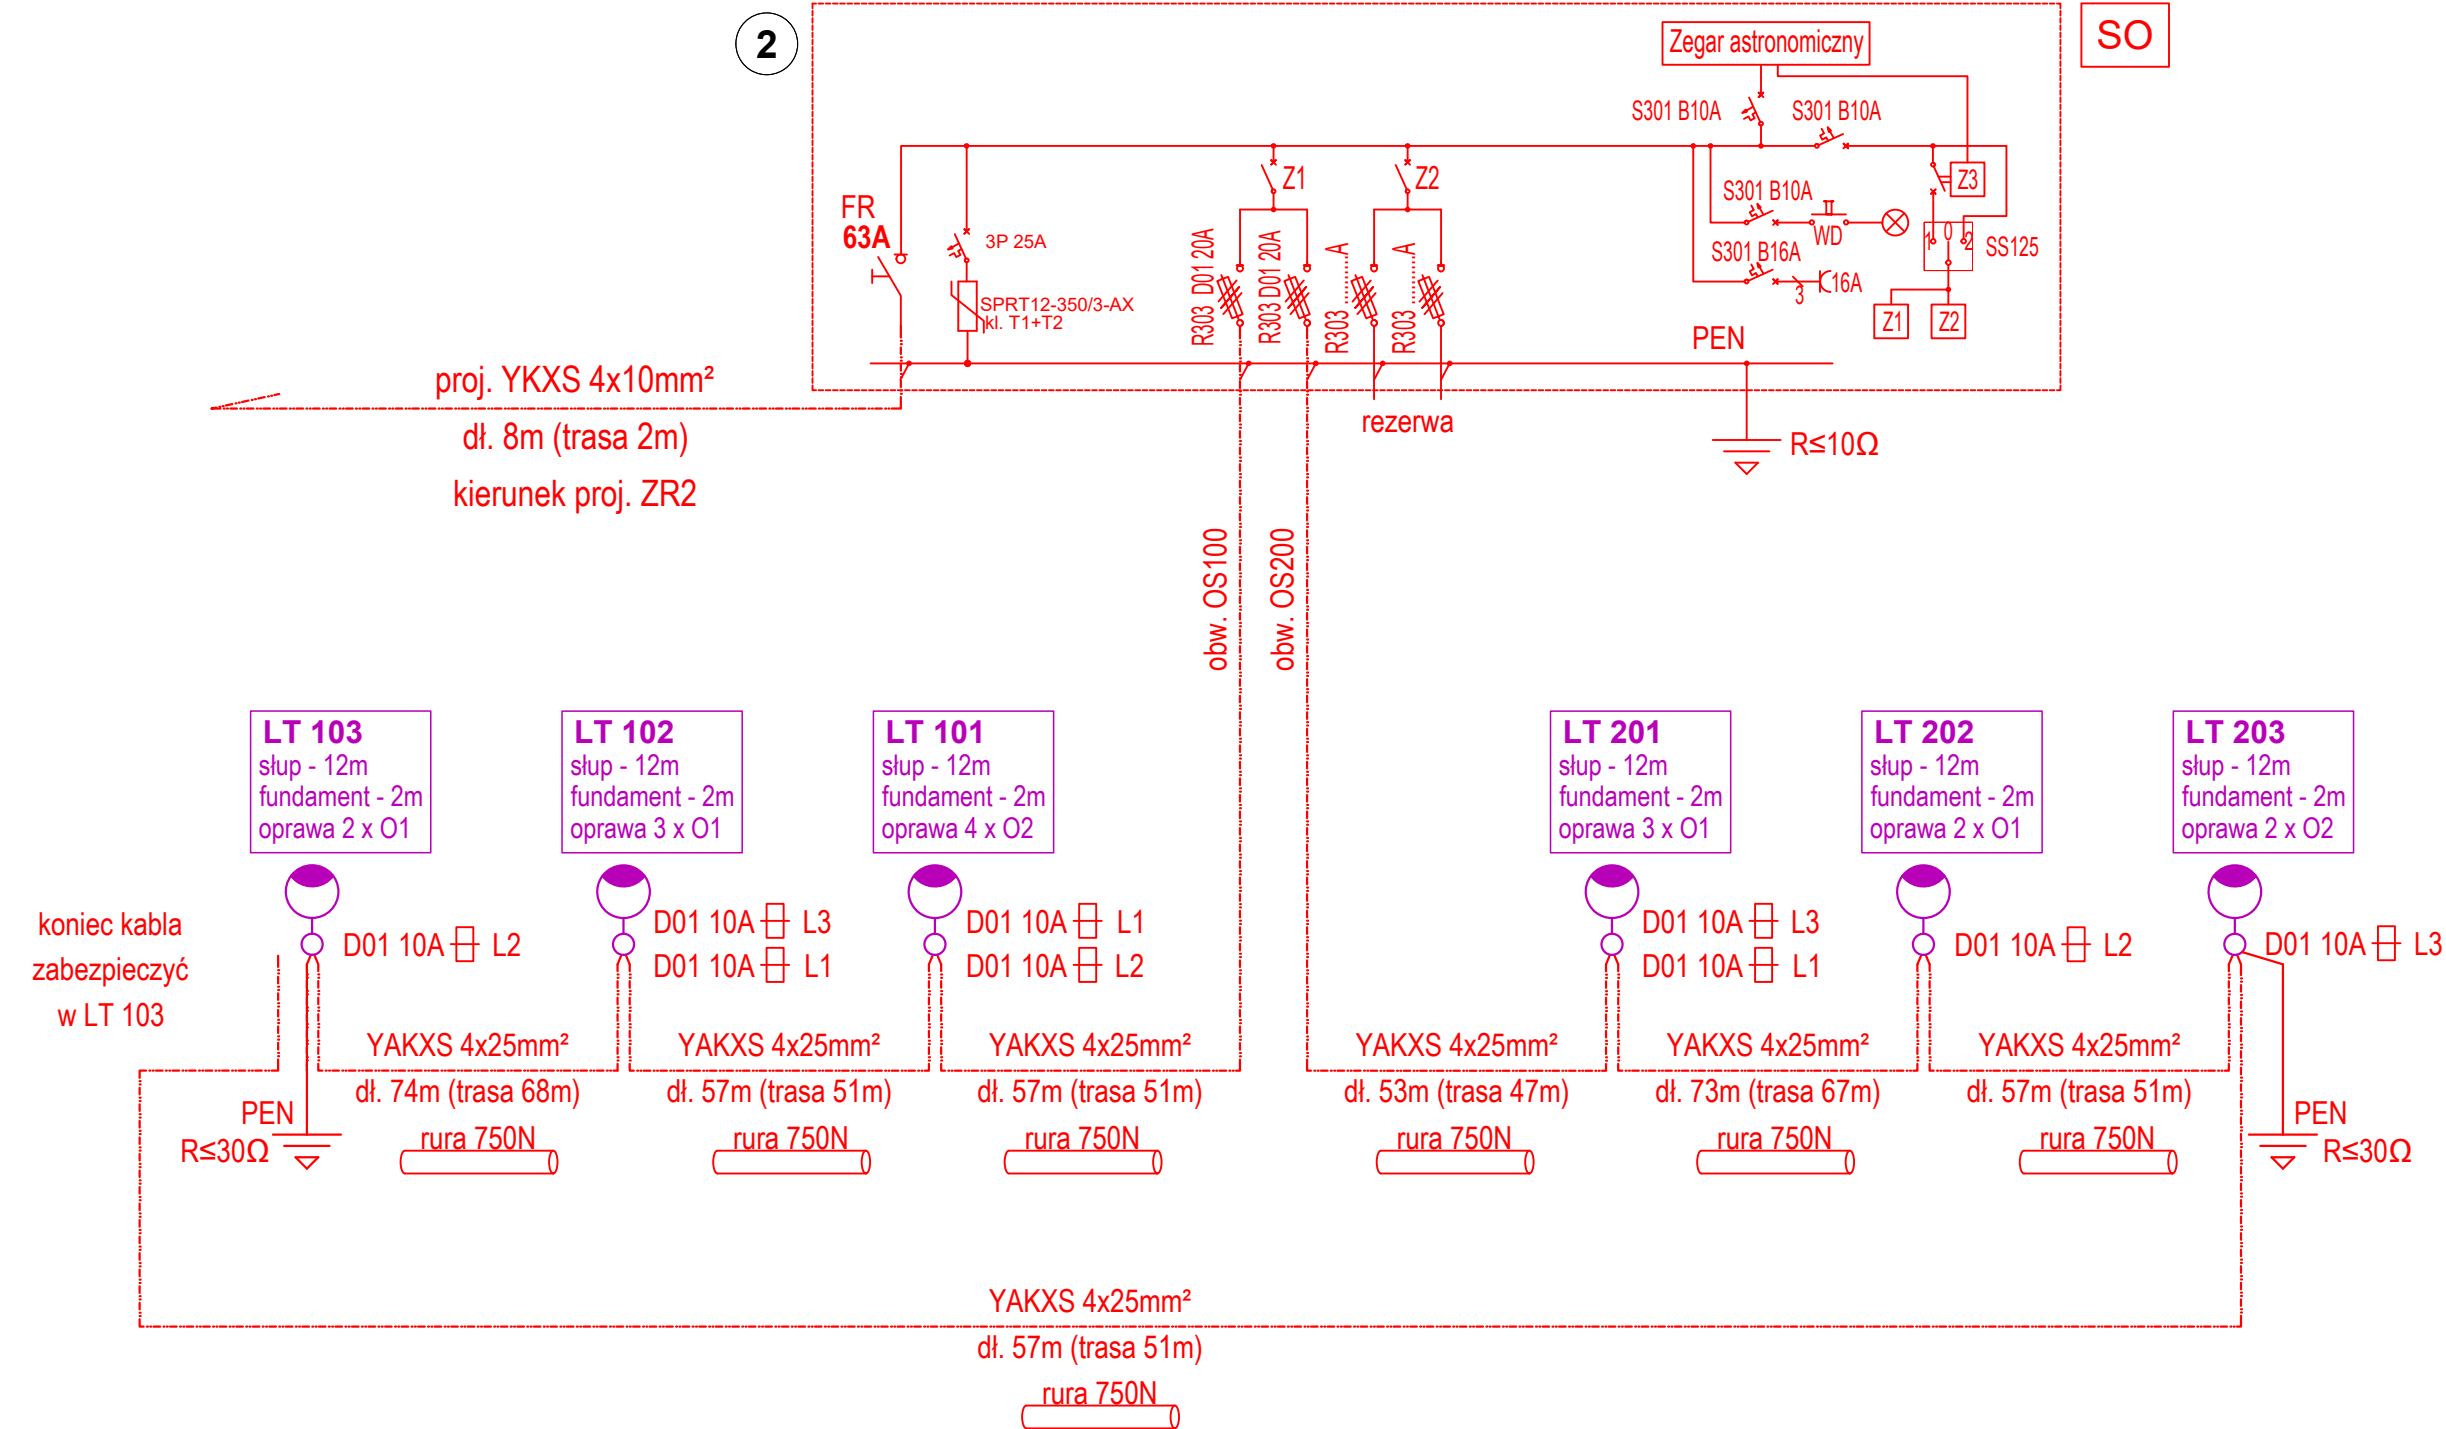 2
SO
Zegar astronomiczny
S301 B10A
S301 B10A
Z1
Z2
Z3
S301 B10A
WD
FR
63A
3P 25A
S301 B16A
3
16A
1 0 2
SS125
SPRT12-350/3-AX
kl. T1+T2
R303 D01 20A
R303 D01 20A
R303 ........ A
R303 ........ A
Z1
Z2
PEN
proj. YKXS 4x10mm²
dł. 8m (trasa 2m)
kierunek proj. ZR2
rezerwa
R≤10Ω
obw. OS100
obw. OS200
LT 103
słup - 12m
fundament - 2m
oprawa 2 x O1
LT 102
słup - 12m
fundament - 2m
oprawa 3 x O1
LT 101
słup - 12m
fundament - 2m
oprawa 4 x O2
LT 201
słup - 12m
fundament - 2m
oprawa 3 x O1
LT 202
słup - 12m
fundament - 2m
oprawa 2 x O1
LT 203
słup - 12m
fundament - 2m
oprawa 2 x O2
koniec kabla
zabezpieczyć
w LT 103
D01 10A L2
D01 10A L3
D01 10A L1
D01 10A L1
D01 10A L2
D01 10A L3
D01 10A L1
D01 10A L2
D01 10A L3
YAKXS 4x25mm²
dł. 74m (trasa 68m)
rura 750N
YAKXS 4x25mm²
dł. 57m (trasa 51m)
rura 750N
YAKXS 4x25mm²
dł. 57m (trasa 51m)
rura 750N
YAKXS 4x25mm²
dł. 53m (trasa 47m)
rura 750N
YAKXS 4x25mm²
dł. 73m (trasa 67m)
rura 750N
YAKXS 4x25mm²
dł. 57m (trasa 51m)
rura 750N
PEN
R≤30Ω
PEN
R≤30Ω
YAKXS 4x25mm²
dł. 57m (trasa 51m)
rura 750N